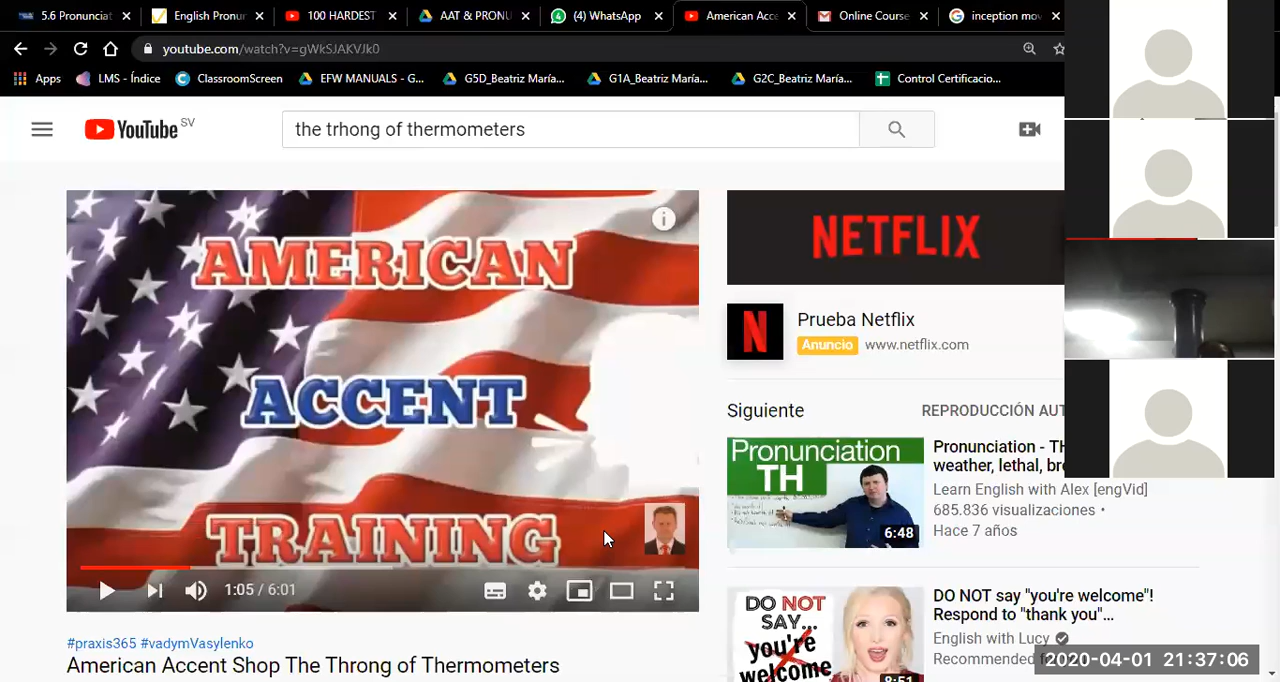 5.6 Pronunciat
English Pronu
100 HARDEST
AAT & PRONU
(4) WhatsApp
American Acce
Online Course
inception mov
youtube.com/watch?v=gWkSJAKVJk0
Apps
LMS - Índice
ClassroomScreen
EFW MANUALS - G...
G5D_Beatriz María...
G1A_Beatriz María...
G2C_Beatriz María...
Control Certificacio...
YouTube SV
the trhong of thermometers
AMERICAN
ACCENT
TRAINING
1:05 / 6:01
#praxis365 #vadymVasylenko
American Accent Shop The Throng of Thermometers
NETFLIX
N
Prueba Netflix
Anuncio www.netflix.com
Siguiente
REPRODUCCIÓN AUT
Pronunciation
TH
6:48
Pronunciation - TH
weather, lethal, br
Learn English with Alex [engVid]
685.836 visualizaciones •
Hace 7 años
DO NOT
SAY...
you're
welcome
8:51
DO NOT say "you're welcome"!
Respond to "thank you"...
English with Lucy
Recommended
2020-04-01 21:37:06